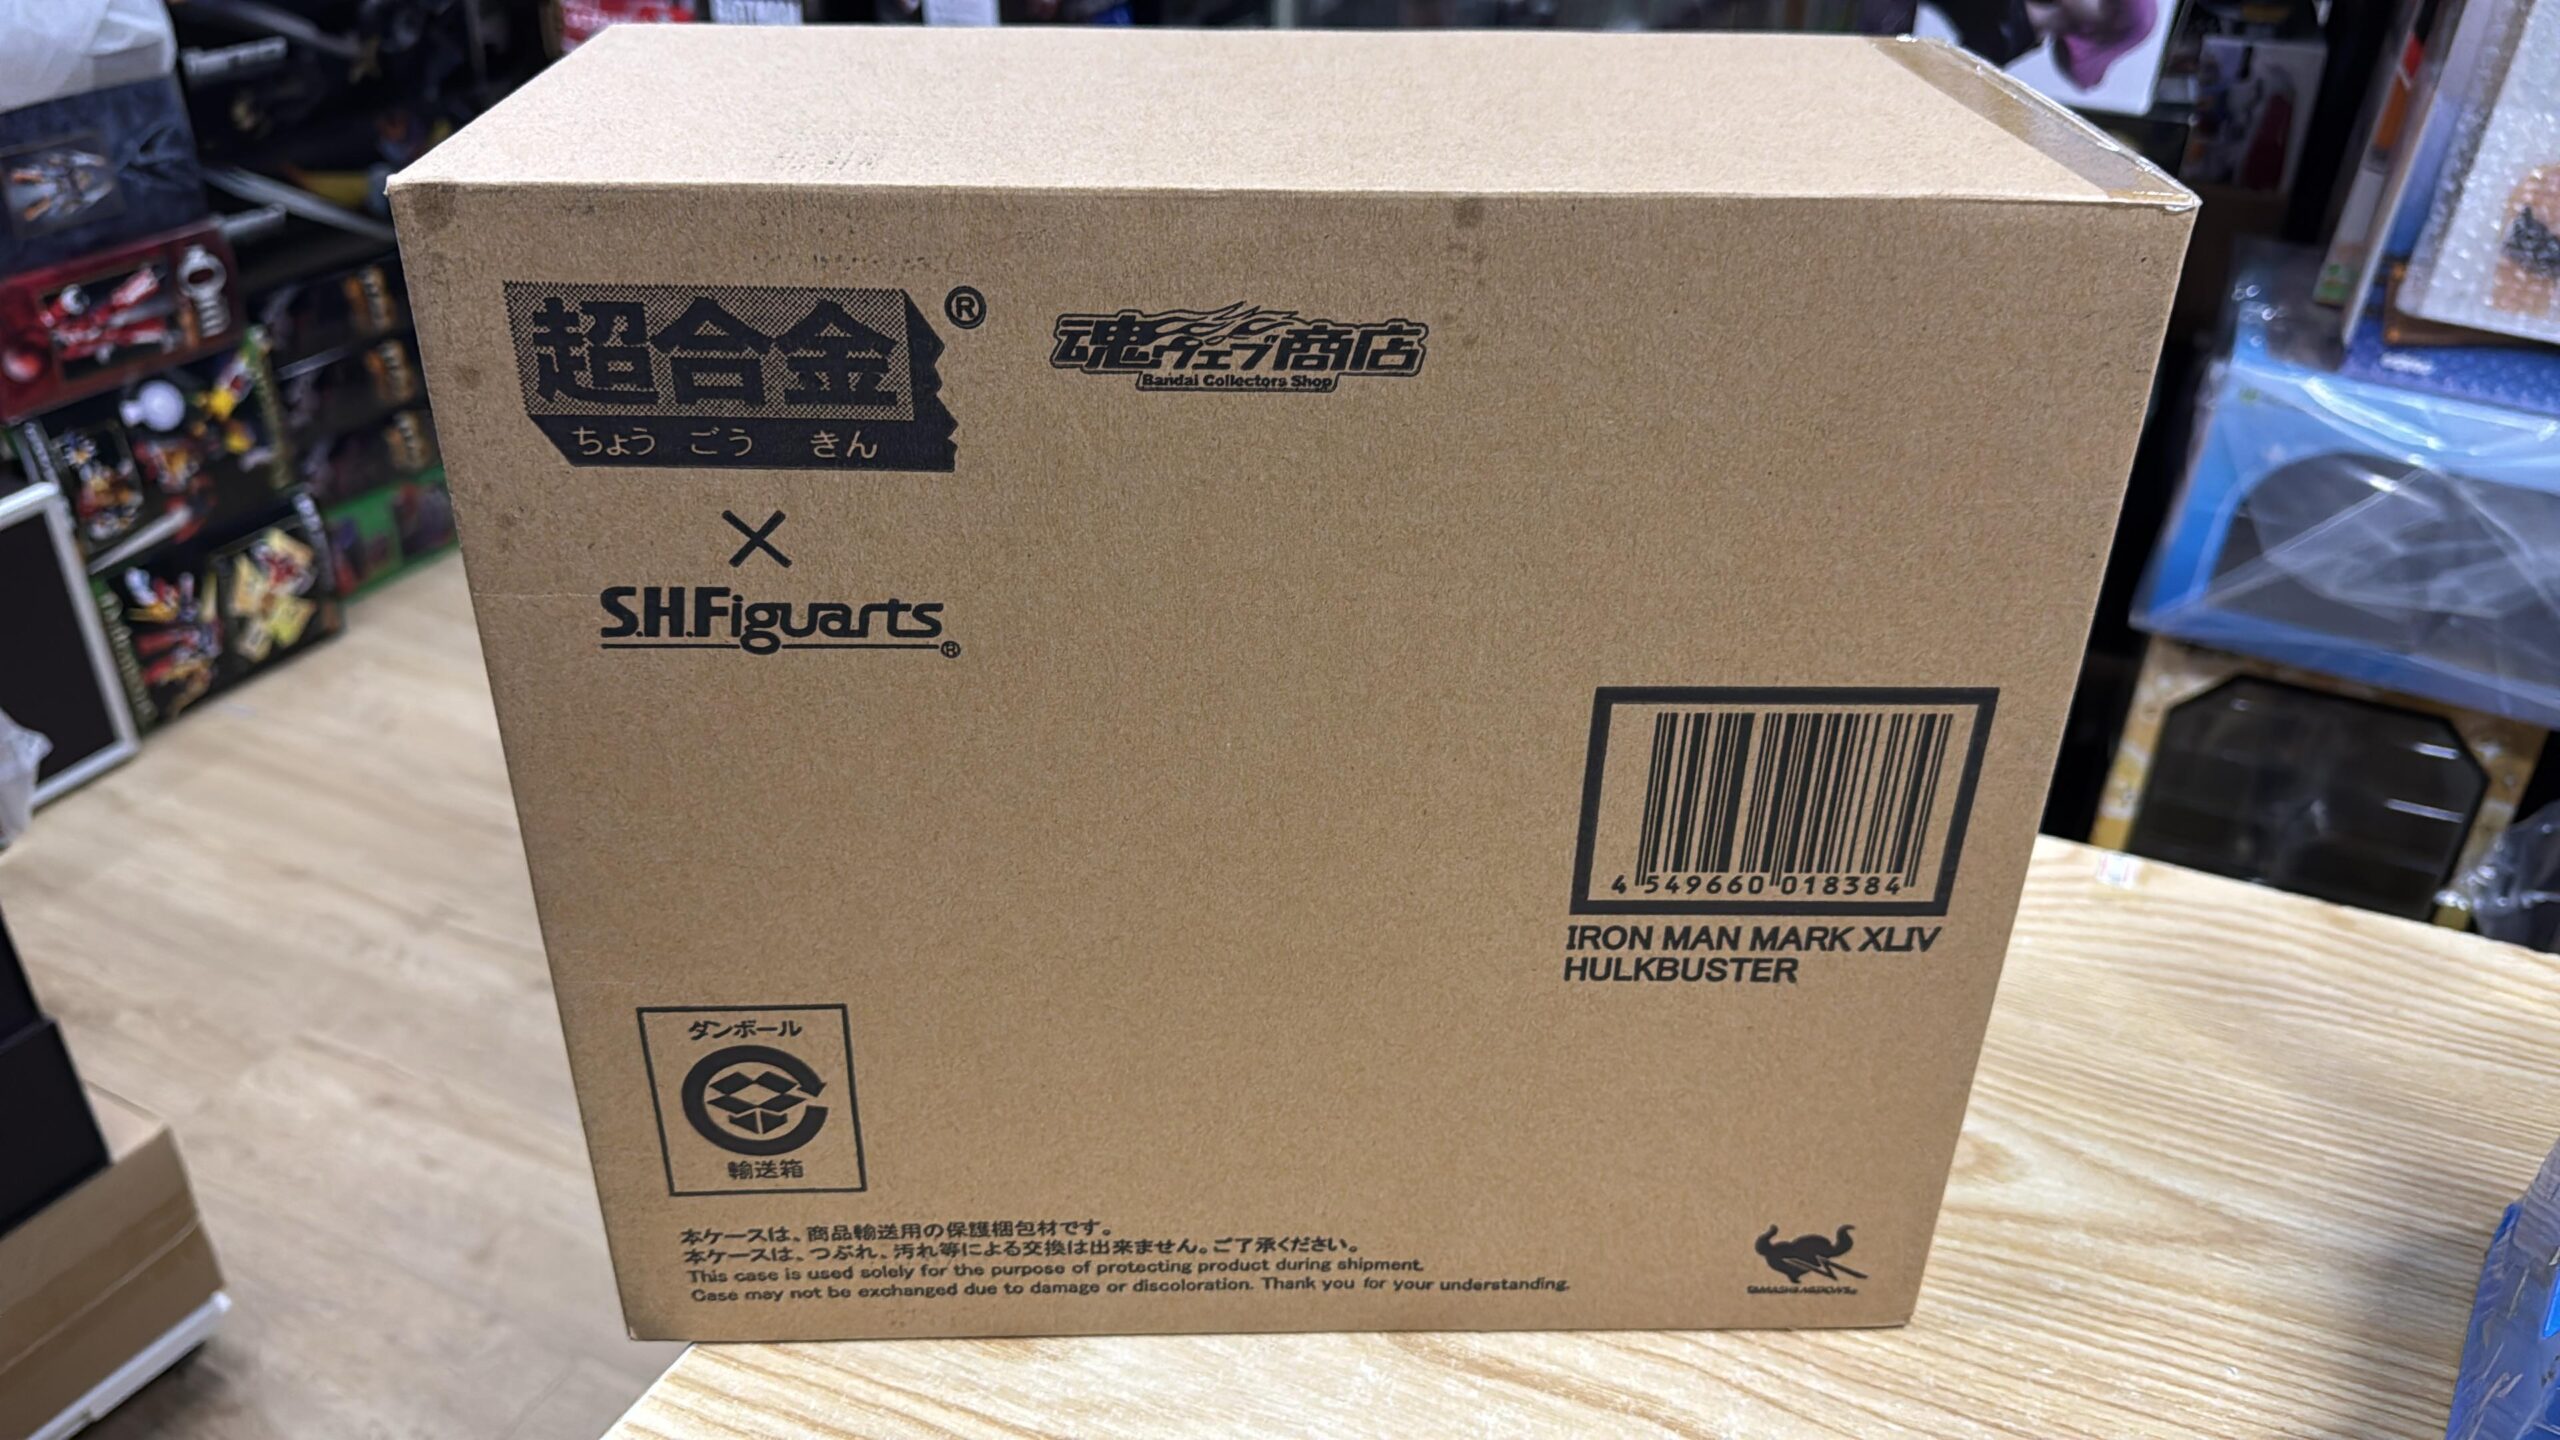 超合金®
ちょう ごう きん
×
S.H.Figuarts®
魂ウェブ商店
Bandai Collectors Shop
4 549660 018384
IRON MAN MARK XLIV
HULKBUSTER
ダンボール
輸送箱
本ケースは、商品輸送用の保護梱包材です。
本ケースは、つぶれ、汚れ等による交換は出来ません。ご了承ください。
This case is used solely for the purpose of protecting product during shipment.
Case may not be exchanged due to damage or discoloration. Thank you for your understanding.
TAMASHII NATIONS